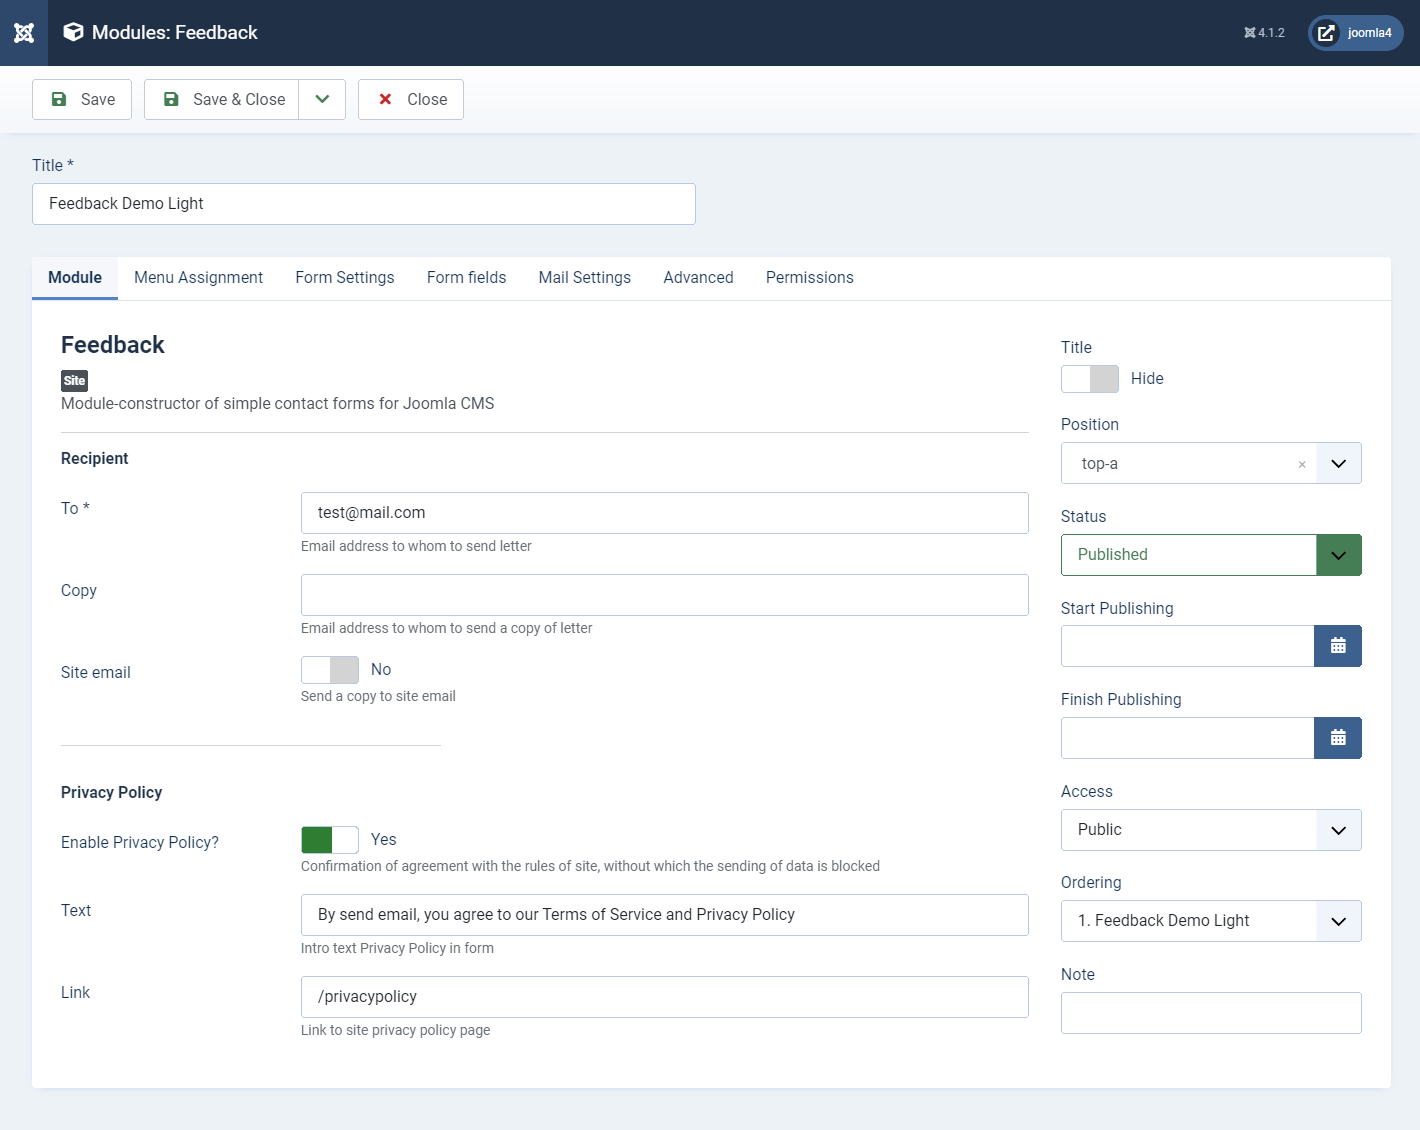 Modules: Feedback
4.1.2
joomla4
Save
Save & Close
Close
Title *
Feedback Demo Light
Module
Menu Assignment
Form Settings
Form fields
Mail Settings
Advanced
Permissions
Feedback
Site
Module-constructor of simple contact forms for Joomla CMS
Recipient
To *
test@mail.com
Email address to whom to send letter
Copy
Email address to whom to send a copy of letter
Site email
No
Send a copy to site email
Privacy Policy
Enable Privacy Policy?
Yes
Confirmation of agreement with the rules of site, without which the sending of data is blocked
Text
By send email, you agree to our Terms of Service and Privacy Policy
Intro text Privacy Policy in form
Link
/privacypolicy
Link to site privacy policy page
Title
Hide
Position
top-a
×
Status
Published
Start Publishing
Finish Publishing
Access
Public
Ordering
1. Feedback Demo Light
Note